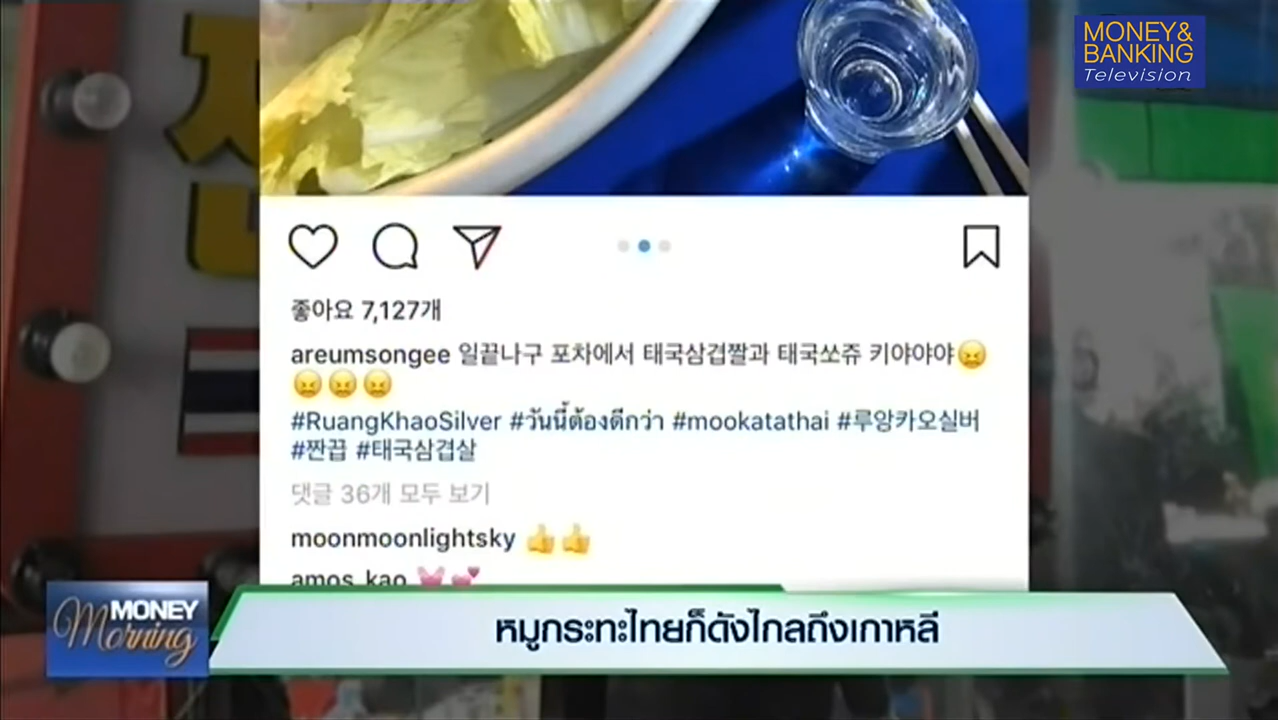 MONEY&
BANKING
Television
좋아요 7,127개
areumsongee 일끝나구 포차에서 태국삼겹짤과 태국쏘쥬 키야야야😖
😖😖😖
#RuangKhaoSilver #วันนี้ต้องดีกว่า #mookatathai #루앙카오실버
#짠끕 #태국삼겹살
댓글 36개 모두 보기
moonmoonlightsky 👍👍
amos_kao 💓💕
MONEY
Morning
หมูกระทะไทยก็ดังไกลถึงเกาหลี